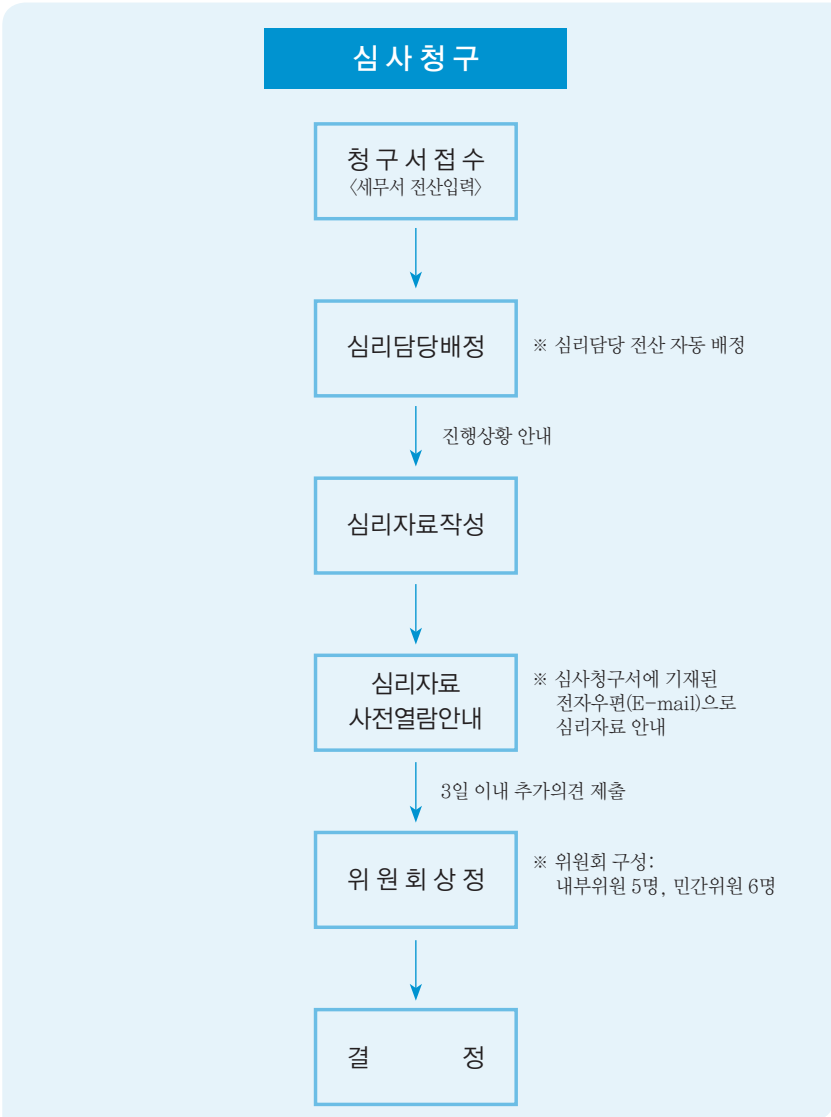 심사청구
청구서접수
〈세무서 전산입력〉
심리담당배정
※ 심리담당 전산 자동 배정
진행상황 안내
심리자료작성
심리자료
사전열람안내
※ 심사청구서에 기재된
전자우편(E-mail)으로
심리자료 안내
3일 이내 추가의견 제출
위원회상정
※ 위원회 구성:
내부위원 5명, 민간위원 6명
결 정